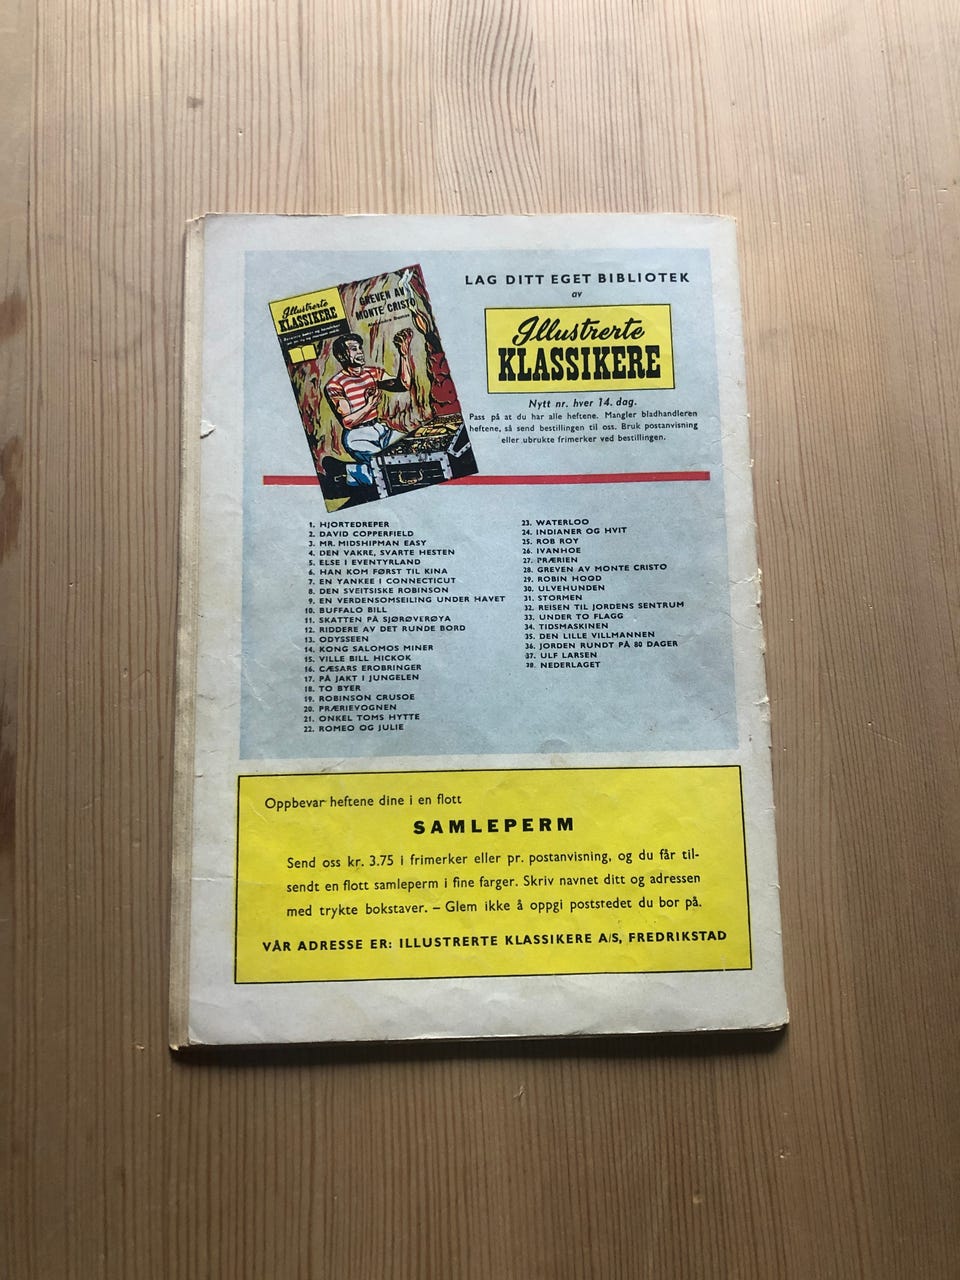 Illustrerte
KLASSIKERE
GREVEN AV
MONTE CRISTO
Alexandre Dumas
LAG DITT EGET BIBLIOTEK
av
Illustrerte
KLASSIKERE
Nytt nr. hver 14. dag.
Pass på at du har alle heftene. Mangler bladhandleren
heftene, så send bestillingen til oss. Bruk postanvisning
eller ubrukte frimerker ved bestillingen.
1. HJORTEDREPER
2. DAVID COPPERFIELD
3. MR. MIDSHIPMAN EASY
4. DEN VAKRE, SVARTE HESTEN
5. ELSE I EVENTYRLAND
6. HAN KOM FØRST TIL KINA
7. EN YANKEE I CONNECTICUT
8. DEN SVEITSISKE ROBINSON
9. EN VERDENSOMSEILING UNDER HAVET
10. BUFFALO BILL
11. SKATTEN PÅ SJØRØVERØYA
12. RIDDERE AV DET RUNDE BORD
13. ODYSSEEN
14. KONG SALOMOS MINER
15. VILLE BILL HICKOK
16. CÆSARS EROBRINGER
17. PÅ JAKT I JUNGELEN
18. TO BYER
19. ROBINSON CRUSOE
20. PRÆRIEVOGNEN
21. ONKEL TOMS HYTTE
22. ROMEO OG JULIE
23. WATERLOO
24. INDIANER OG HVIT
25. ROB ROY
26. IVANHOE
27. PRÆRIEN
28. GREVEN AV MONTE CRISTO
29. ROBIN HOOD
30. ULVEHUNDEN
31. STORMEN
32. REISEN TIL JORDENS SENTRUM
33. UNDER TO FLAGG
34. TIDSMASKINEN
35. DEN LILLE VILLMANNEN
36. JORDEN RUNDT PÅ 80 DAGER
37. ULF LARSEN
38. NEDERLAGET
Oppbevar heftene dine i en flott
SAMLEPERM
Send oss kr. 3.75 i frimerker eller pr. postanvisning, og du får til-
sendt en flott samleperm i fine farger. Skriv navnet ditt og adressen
med trykte bokstaver. – Glem ikke å oppgi poststedet du bor på.
VÅR ADRESSE ER: ILLUSTRERTE KLASSIKERE A/S, FREDRIKSTAD